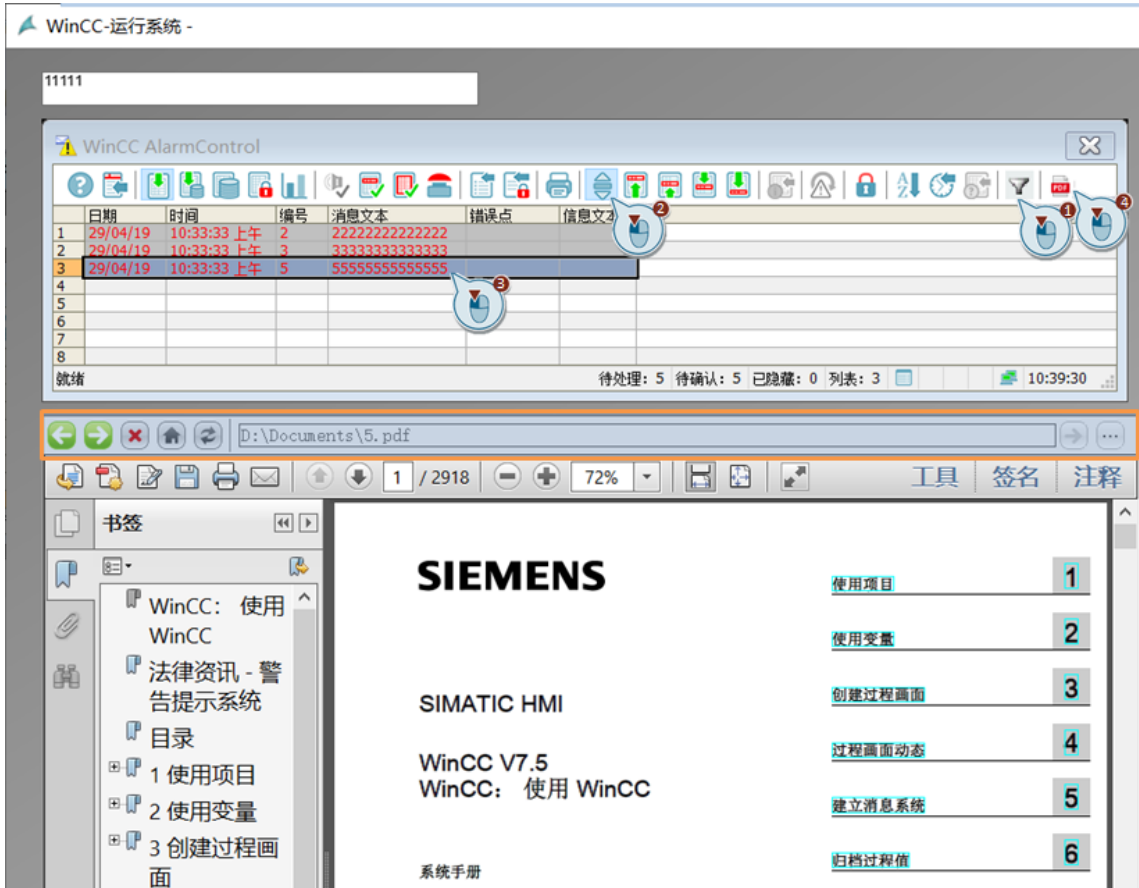 WinCC-运行系统 -
11111
WinCC AlarmControl
日期 时间 编号 消息文本 错误点 信息文本
1 29/04/19 10:33:33 上午 2 22222222222222
2 29/04/19 10:33:33 上午 3 33333333333333
3 29/04/19 10:33:33 上午 5 55555555555555
4
5
6
7
8
1
2
3
4
就绪 待处理: 5 待确认: 5 已隐藏: 0 列表: 3 10:39:30
D:\Documents\5.pdf
1 / 2918 72% 工具 签名 注释
书签
WinCC: 使用
WinCC
法律资讯 - 警
告提示系统
目录
1 使用项目
2 使用变量
3 创建过程画
面
SIEMENS
SIMATIC HMI
WinCC V7.5
WinCC: 使用 WinCC
系统手册
使用项目 1
使用变量 2
创建过程画面 3
过程画面动态 4
建立消息系统 5
归档过程值 6